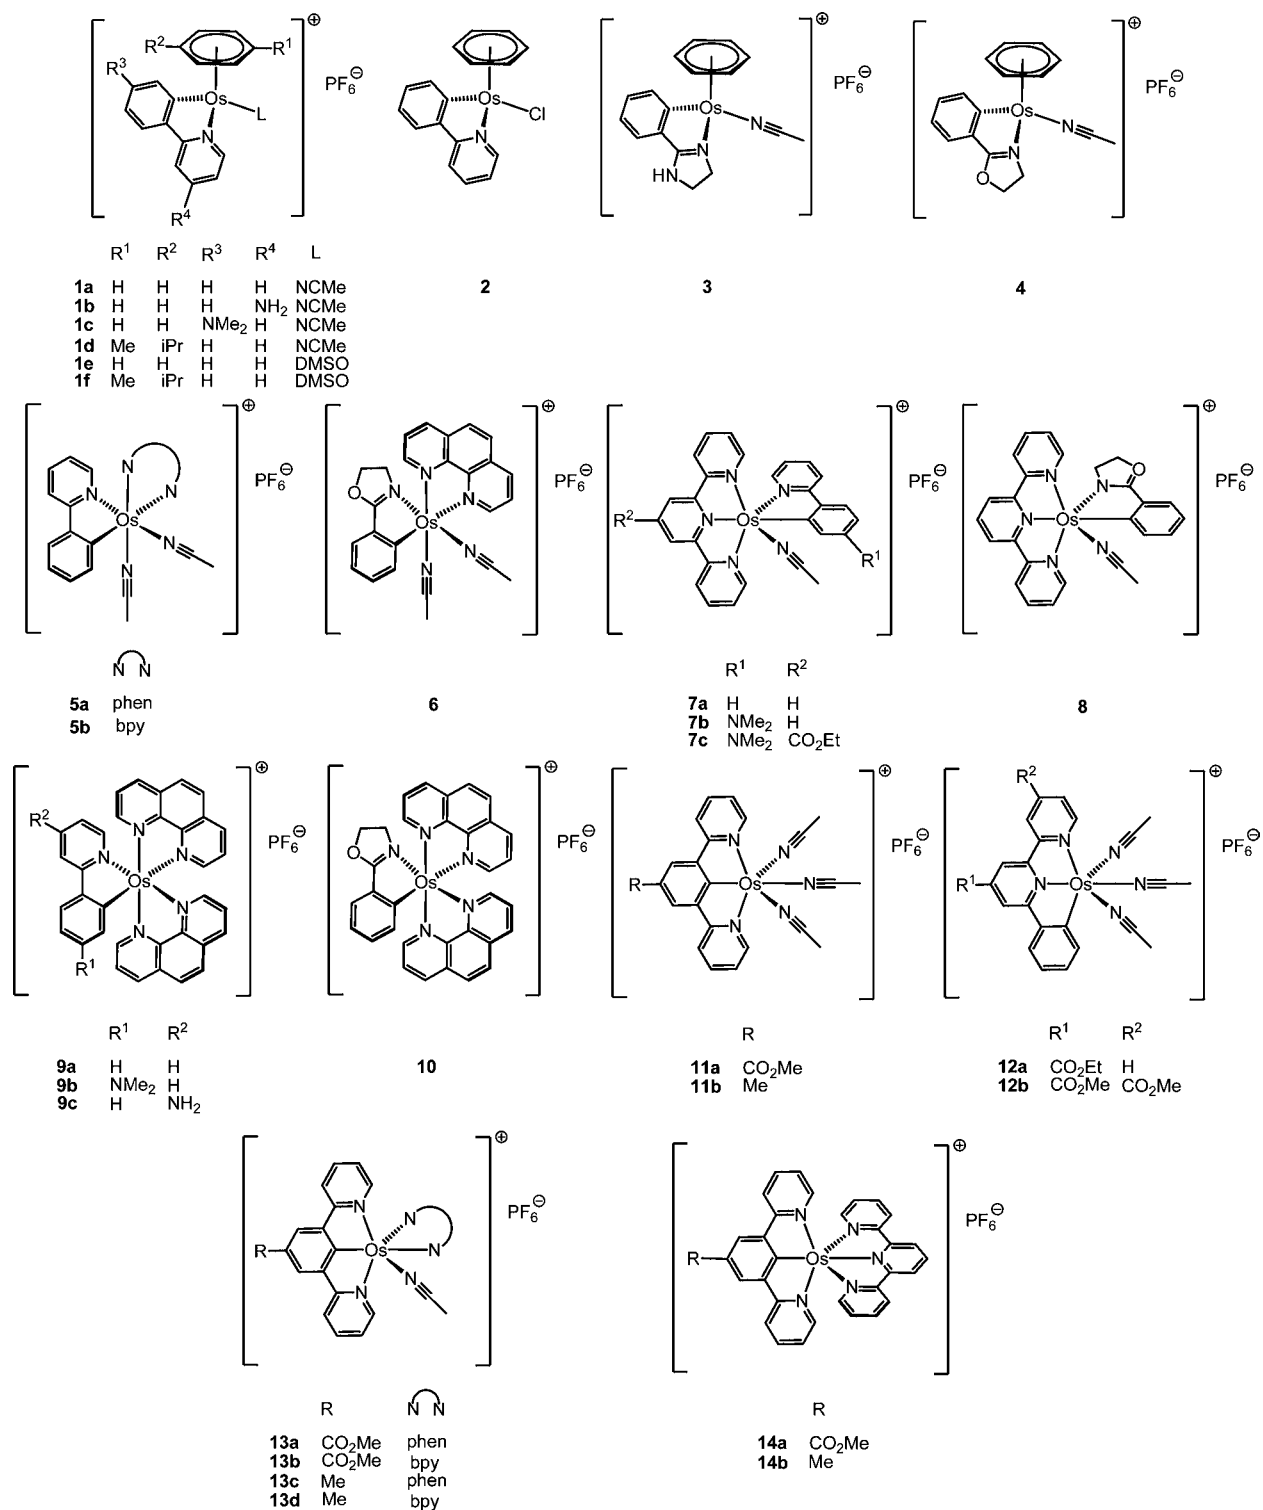 R² R¹ ⊕
R³ Os L PF₆⊖
N
R⁴
Os Cl
N
⊕
Os N PF₆⊖
N
HN
⊕
Os N PF₆⊖
N
O
R¹ R² R³ R⁴ L
1a H H H H NCMe
1b H H H NH₂ NCMe
1c H H NMe₂ H NCMe
1d Me iPr H H NCMe
1e H H H H DMSO
1f Me iPr H H DMSO
2
3
4
⊕
N N
N Os PF₆⊖
N
N
⊕
O N N N
Os PF₆⊖
N
N
⊕
N N
R² N Os PF₆⊖
N N R¹
⊕
N N O
N Os PF₆⊖
N N
N N
5a phen
5b bpy
6
R¹ R²
7a H H
7b NMe₂ H
7c NMe₂ CO₂Et
8
⊕
R² N N N
Os PF₆⊖
N N
R¹
⊕
O N N N
Os PF₆⊖
N N
⊕
N N
R Os N PF₆⊖
N N
⊕
R²
N N
R¹ N Os N PF₆⊖
N
R¹ R²
9a H H
9b NMe₂ H
9c H NH₂
10
R
11a CO₂Me
11b Me
R¹ R²
12a CO₂Et H
12b CO₂Me CO₂Me
⊕
N N
R Os N PF₆⊖
N N
⊕
N N
R Os N PF₆⊖
N N
R N N
13a CO₂Me phen
13b CO₂Me bpy
13c Me phen
13d Me bpy
R
14a CO₂Me
14b Me